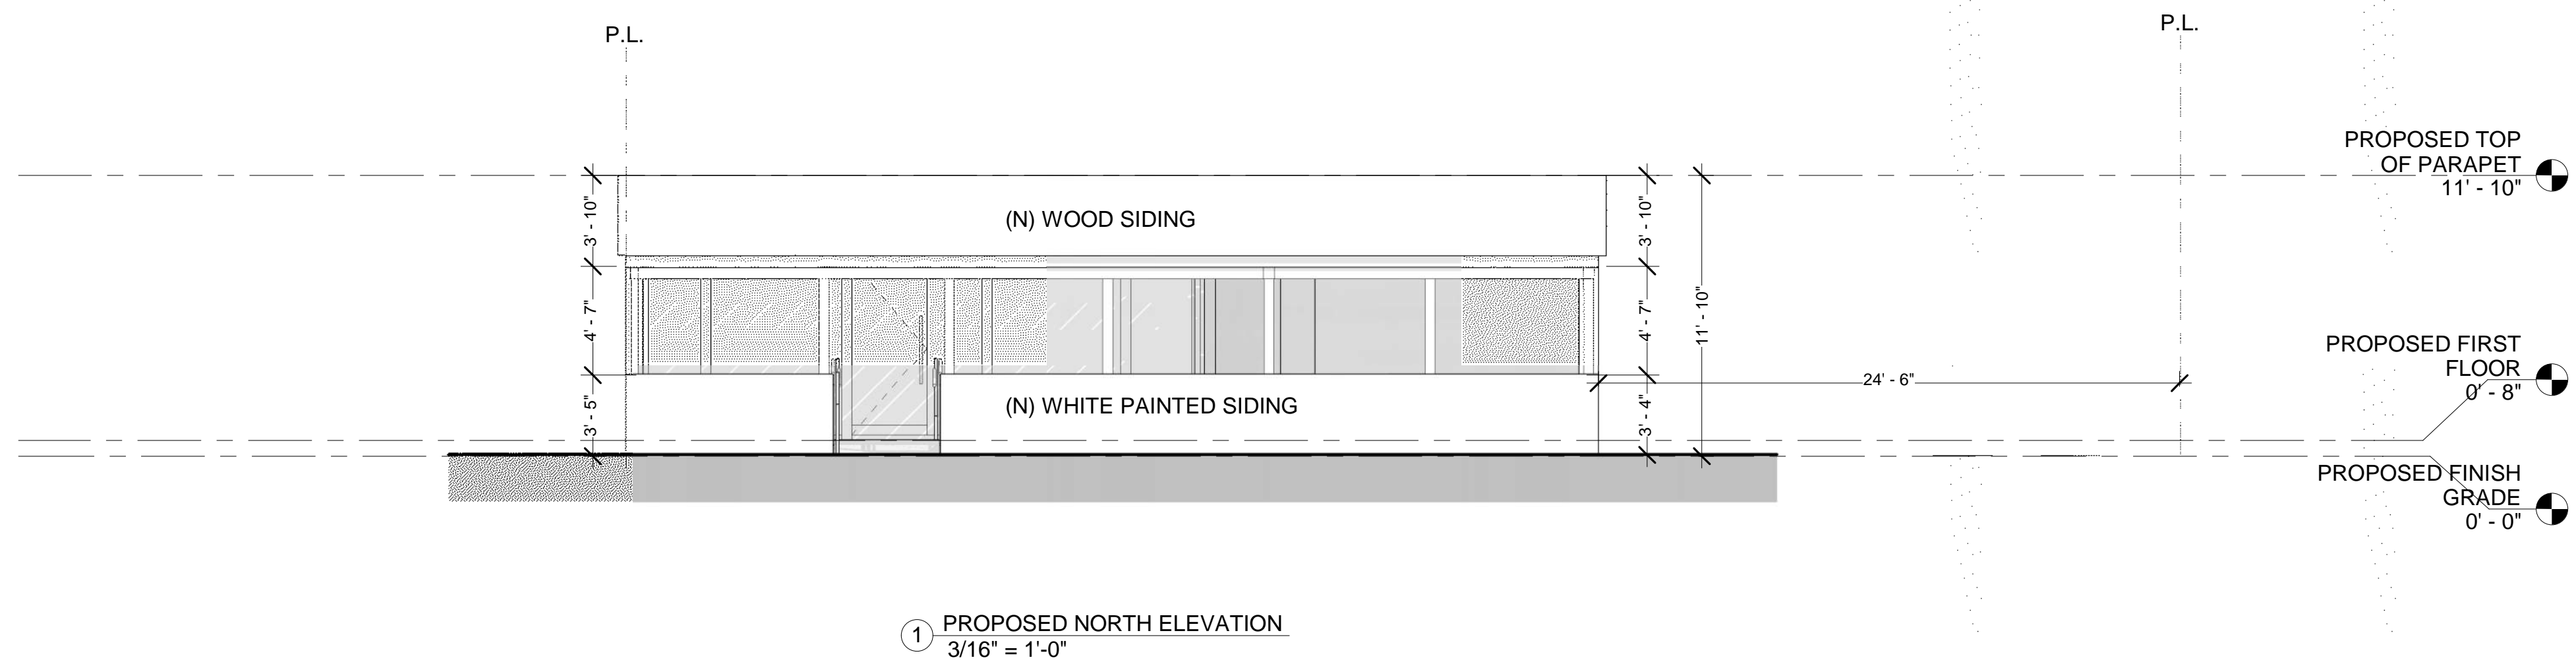 P.L.
P.L.
PROPOSED TOP
OF PARAPET
11' - 10"
3' - 10"
(N) WOOD SIDING
3' - 10"
4' - 7"
4' - 7"
11' - 10"
PROPOSED FIRST
FLOOR
0' - 8"
24' - 6"
3' - 5"
(N) WHITE PAINTED SIDING
3' - 4"
PROPOSED FINISH
GRADE
0' - 0"
1 PROPOSED NORTH ELEVATION
3/16" = 1'-0"